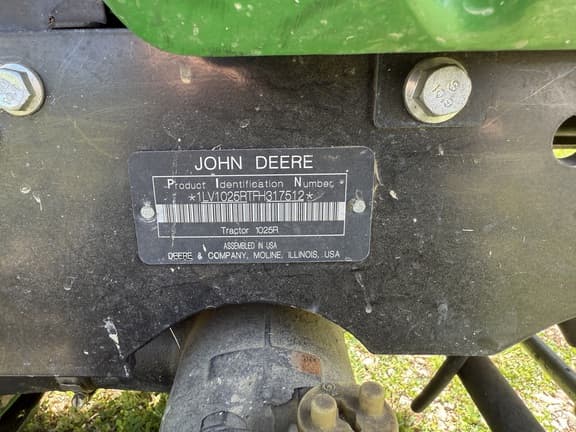 JOHN DEERE
Product Identification Number
*1LV1025RTFH317512*
Tractor 1025R
ASSEMBLED IN USA
DEERE & COMPANY, MOLINE, ILLINOIS, USA